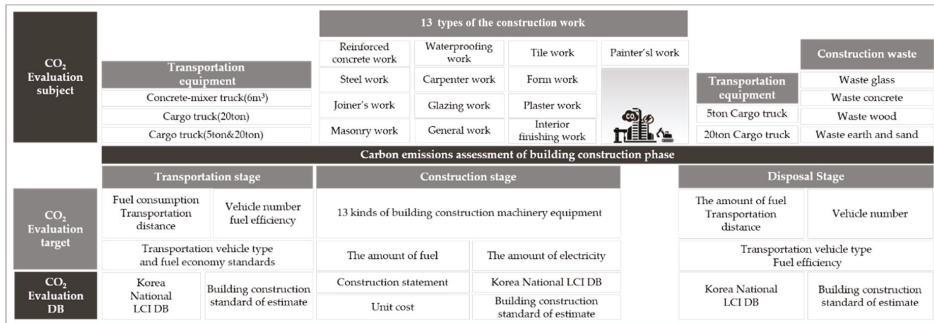 CO2
Evaluation
subject
Transportation
equipment
Concrete-mixer truck(6m³)
Cargo truck(20ton)
Cargo truck(5ton&20ton)
13 types of the construction work
Reinforced
concrete work
Waterproofing
work
Tile work
Painter'sl work
Steel work
Carpenter work
Form work
Joiner's work
Glazing work
Plaster work
Masonry work
General work
Interior
finishing work
CO2
Transportation
equipment
5ton Cargo truck
20ton Cargo truck
Construction waste
Waste glass
Waste concrete
Waste wood
Waste earth and sand
Carbon emissions assessment of building construction phase
CO2
Evaluation
target
Transportation stage
Fuel consumption
Transportation
distance
Vehicle number
fuel efficiency
Transportation vehicle type
and fuel economy standards
Construction stage
13 kinds of building construction machinery equipment
The amount of fuel
The amount of electricity
Disposal Stage
The amount of fuel
Transportation
distance
Vehicle number
Transportation vehicle type
Fuel efficiency
CO2
Evaluation
DB
Korea
National
LCI DB
Building construction
standard of estimate
Construction statement
Korea National LCI DB
Unit cost
Building construction
standard of estimate
Korea
National LCI DB
Building construction
standard of estimate